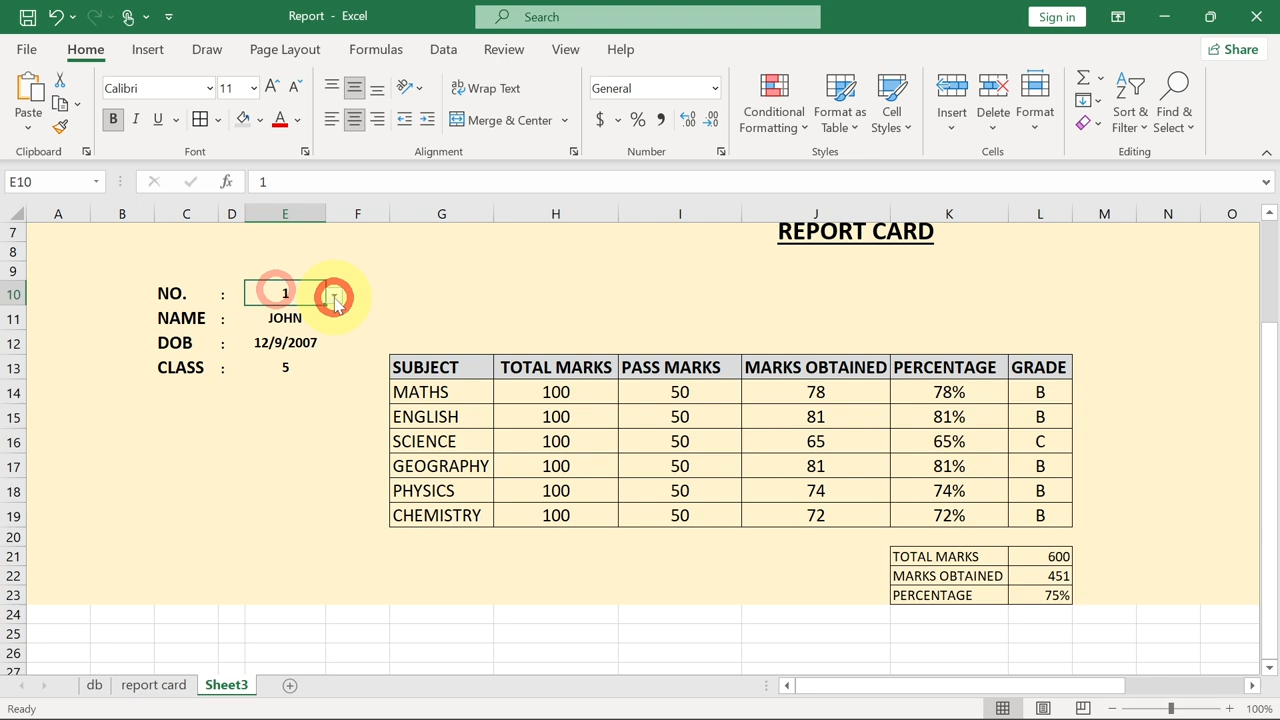 Report - Excel
Search
Sign in
File Home Insert Draw Page Layout Formulas Data Review View Help
Share
Paste
Clipboard
Calibri 11 A A
B I U A
Font
ab Wrap Text
Merge & Center
Alignment
General
$ % , .00 .00
Number
Conditional Formatting
Format as Table
Cell Styles
Styles
Insert Delete Format
Cells
Sort & Filter
Find & Select
Editing
E10 fx 1
A B C D E F G H I J K L M N O
7 REPORT CARD
8
9
10 NO. : 1
11 NAME : JOHN
12 DOB : 12/9/2007
13 CLASS : 5 SUBJECT TOTAL MARKS PASS MARKS MARKS OBTAINED PERCENTAGE GRADE
14 MATHS 100 50 78 78% B
15 ENGLISH 100 50 81 81% B
16 SCIENCE 100 50 65 65% C
17 GEOGRAPHY 100 50 81 81% B
18 PHYSICS 100 50 74 74% B
19 CHEMISTRY 100 50 72 72% B
20
21 TOTAL MARKS 600
22 MARKS OBTAINED 451
23 PERCENTAGE 75%
24
25
26
27
db report card Sheet3
Ready 100%